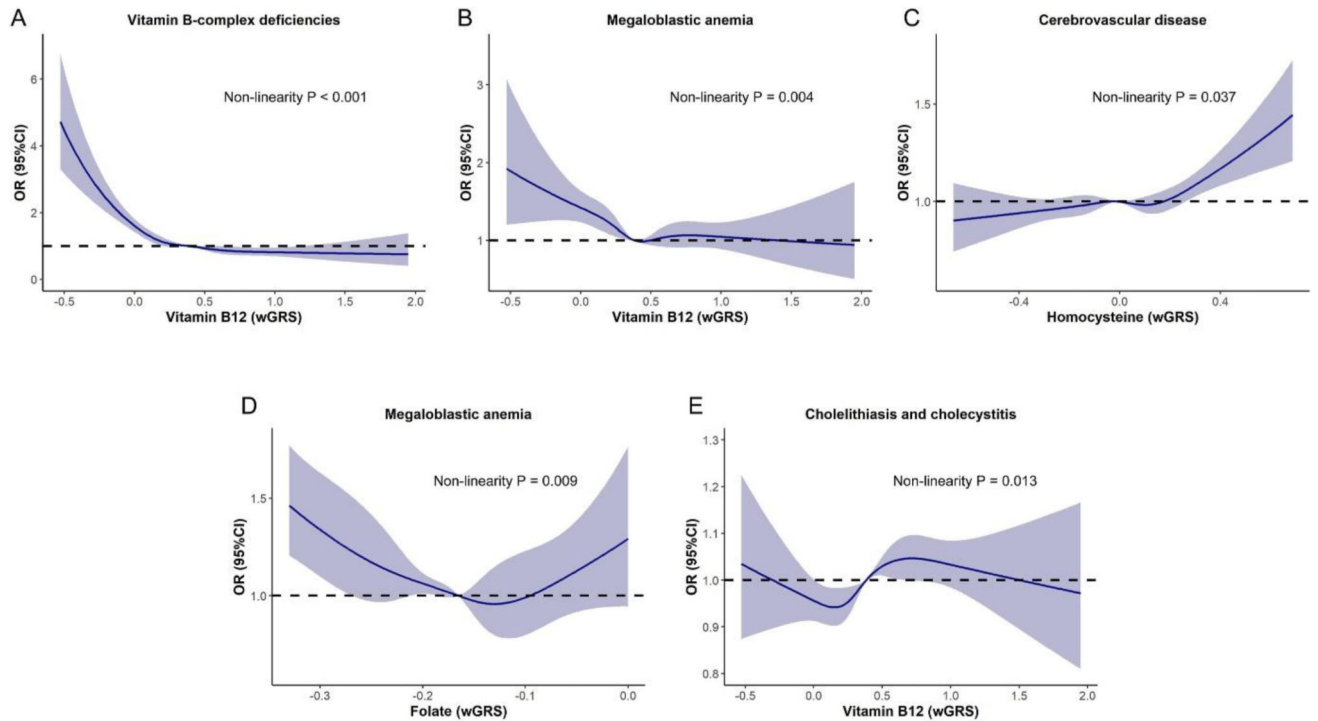 A
Vitamin B-complex deficiencies
Non-linearity P < 0.001
OR (95%CI)
6
4
2
0
-0.5 0.0 0.5 1.0 1.5 2.0
Vitamin B12 (wGRS)
B
Megaloblastic anemia
Non-linearity P = 0.004
OR (95%CI)
3
2
1
-0.5 0.0 0.5 1.0 1.5 2.0
Vitamin B12 (wGRS)
C
Cerebrovascular disease
Non-linearity P = 0.037
OR (95%CI)
1.5
1.0
-0.4 0.0 0.4
Homocysteine (wGRS)
D
Megaloblastic anemia
Non-linearity P = 0.009
OR (95%CI)
1.5
1.0
-0.3 -0.2 -0.1 0.0
Folate (wGRS)
E
Cholelithiasis and cholecystitis
Non-linearity P = 0.013
OR (95%CI)
1.3
1.2
1.1
1.0
0.9
0.8
-0.5 0.0 0.5 1.0 1.5 2.0
Vitamin B12 (wGRS)